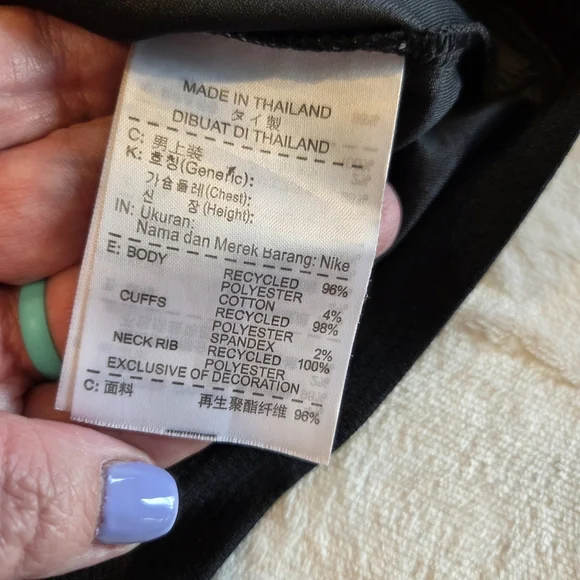 MADE IN THAILAND
タイ製
DIBUAT DI THAILAND
C: 男上装
K: 호칭(Generic):
가슴둘레(Chest):
신 장(Height):
IN: Ukuran:
Nama dan Merek Barang: Nike
E: BODY RECYCLED POLYESTER 96%
COTTON 4%
CUFFS RECYCLED POLYESTER 98%
SPANDEX 2%
NECK RIB RECYCLED POLYESTER 100%
EXCLUSIVE OF DECORATION
C: 面料 再生聚酯纤维 96%